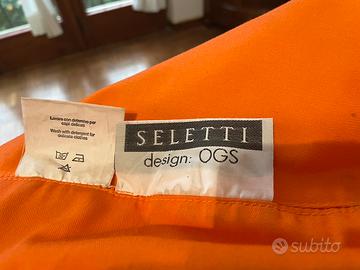 Lavare con detersivo per
capi delicati
Wash with detergent for
delicate clothes
SELETTI
design: OGS
subito